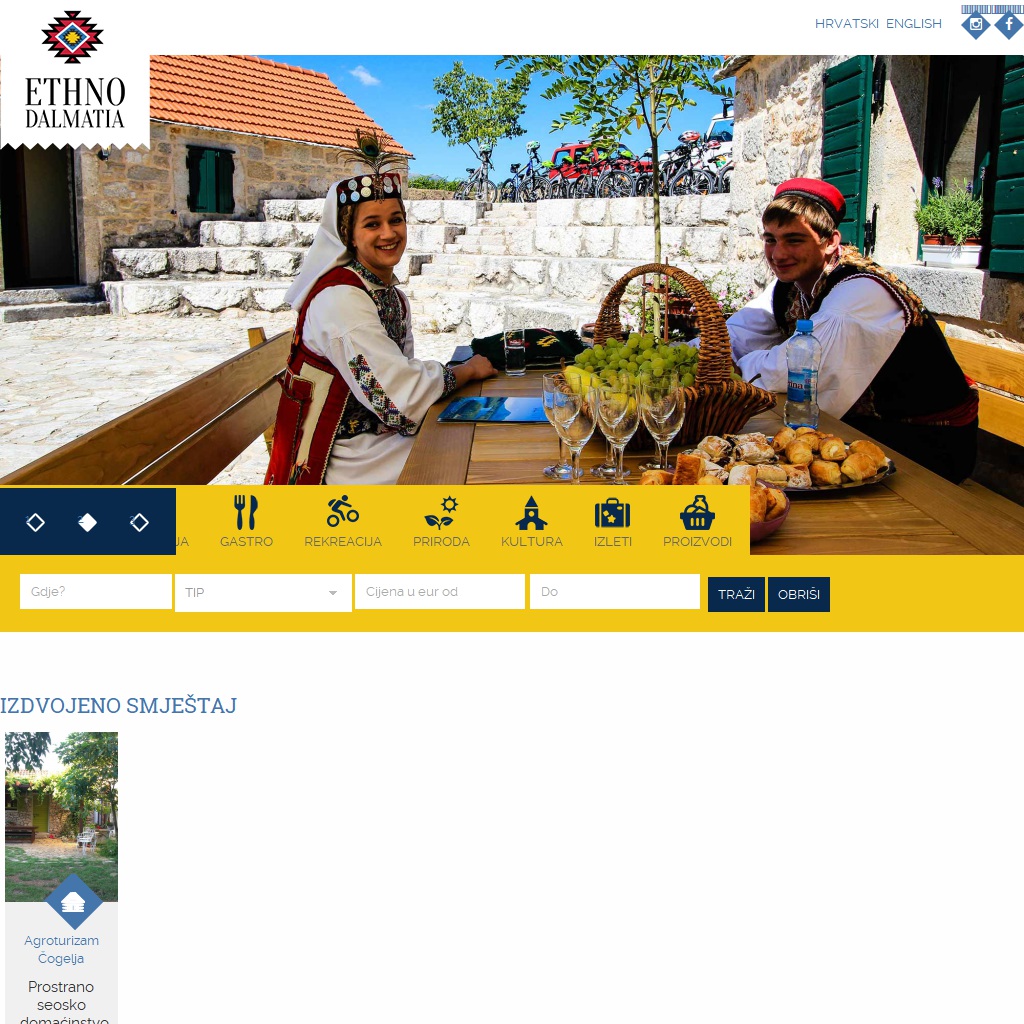 HRVATSKI ENGLISH
ETHNO
DALMATIA
JA GASTRO REKREACIJA PRIRODA KULTURA IZLETI PROIZVODI
Gdje? TIP Cijena u eur od Do TRAŽI OBRIŠI
IZDVOJENO SMJEŠTAJ
Agroturizam
Čogelja
Prostrano
seosko
domaćinstvo